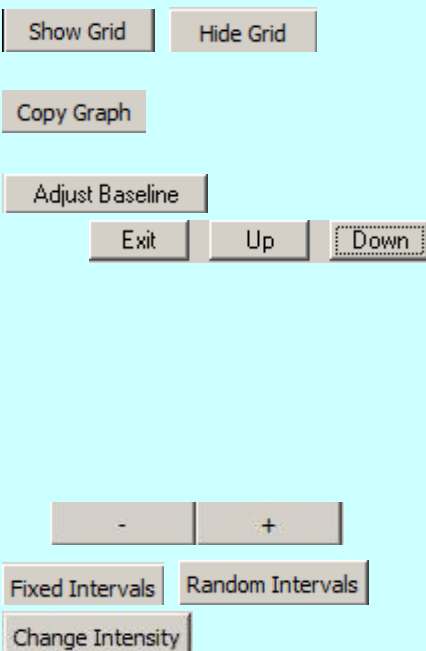 Show Grid Hide Grid
Copy Graph
Adjust Baseline
Exit Up Down
- +
Fixed Intervals Random Intervals
Change Intensity